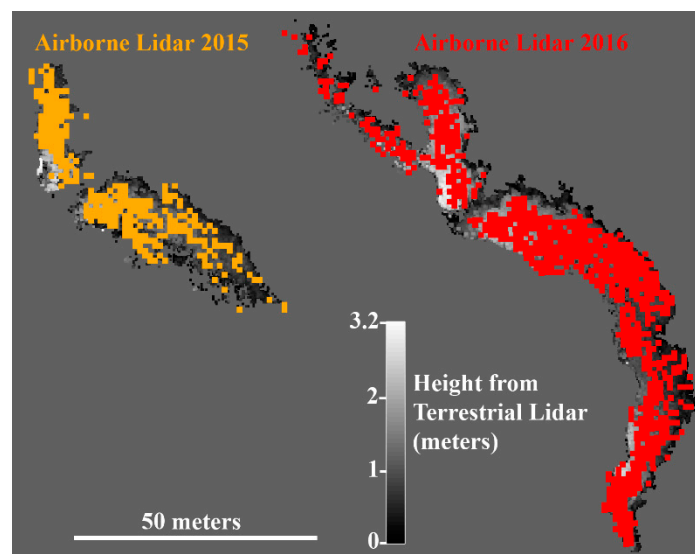 Airborne Lidar 2015
Airborne Lidar 2016
3.2
2
1
0
Height from
Terrestrial Lidar
(meters)
50 meters